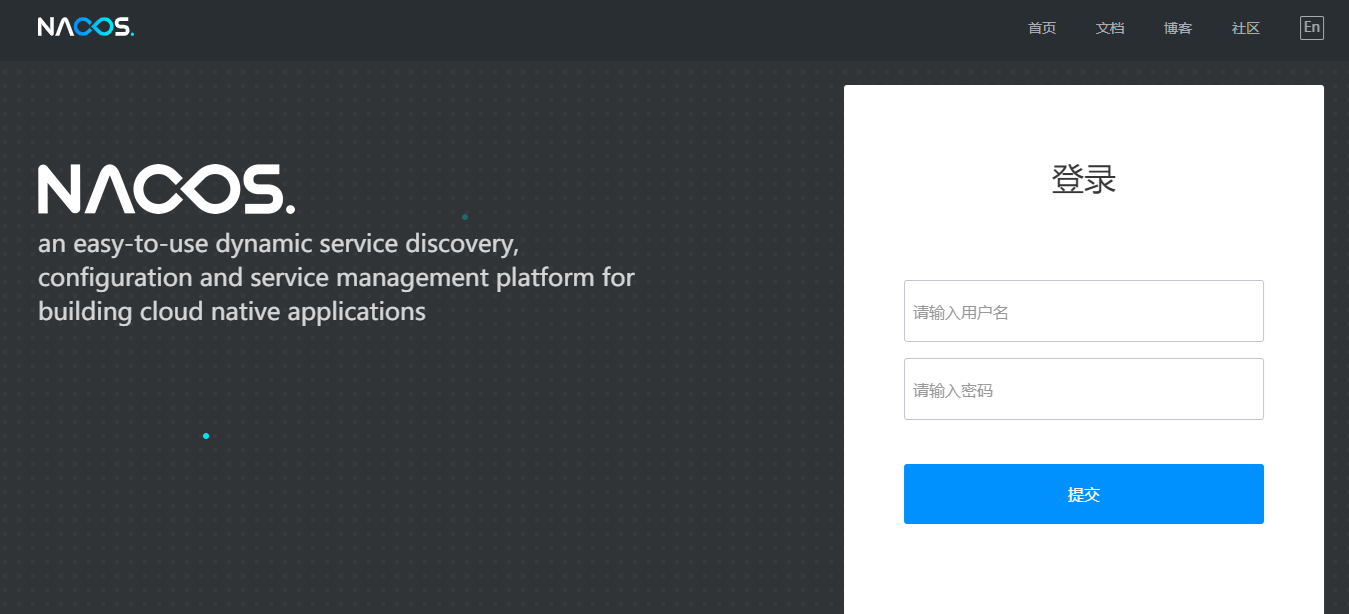 NACOS.
首页
文档
博客
社区
En
NACOS.
an easy-to-use dynamic service discovery,
configuration and service management platform for
building cloud native applications
登录
请输入用户名
请输入密码
提交